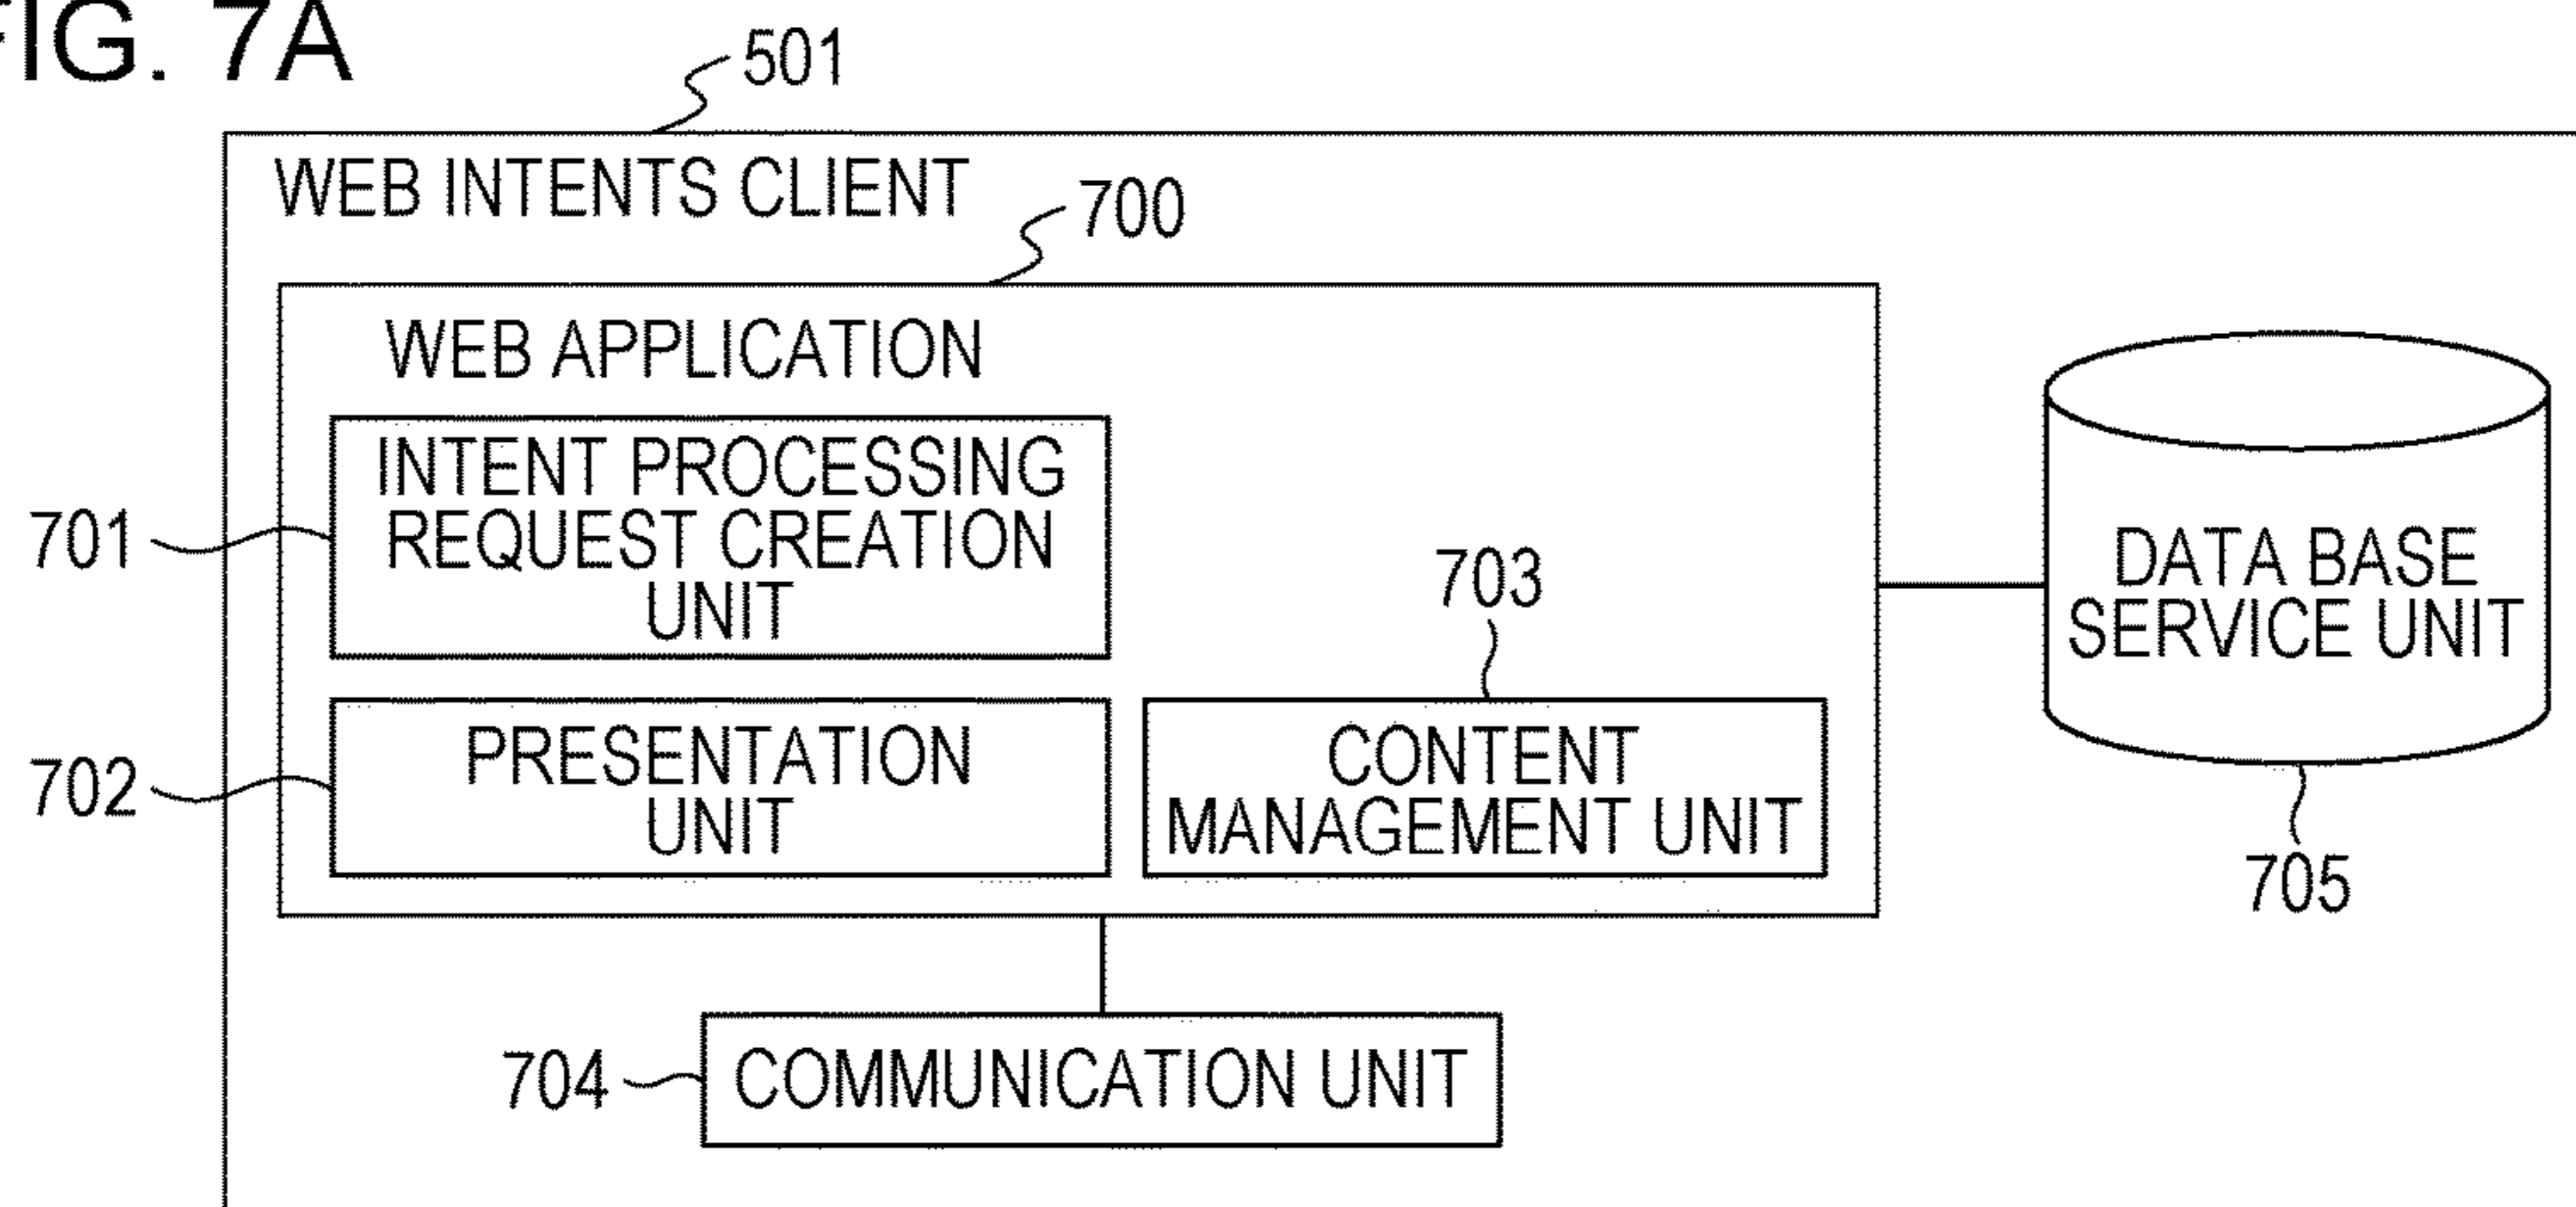 FIG. 7A
501
WEB INTENTS CLIENT
700
WEB APPLICATION
INTENT PROCESSING
REQUEST CREATION
UNIT
701
703
DATA BASE
SERVICE UNIT
PRESENTATION
UNIT
702
CONTENT
MANAGEMENT UNIT
705
704
COMMUNICATION UNIT